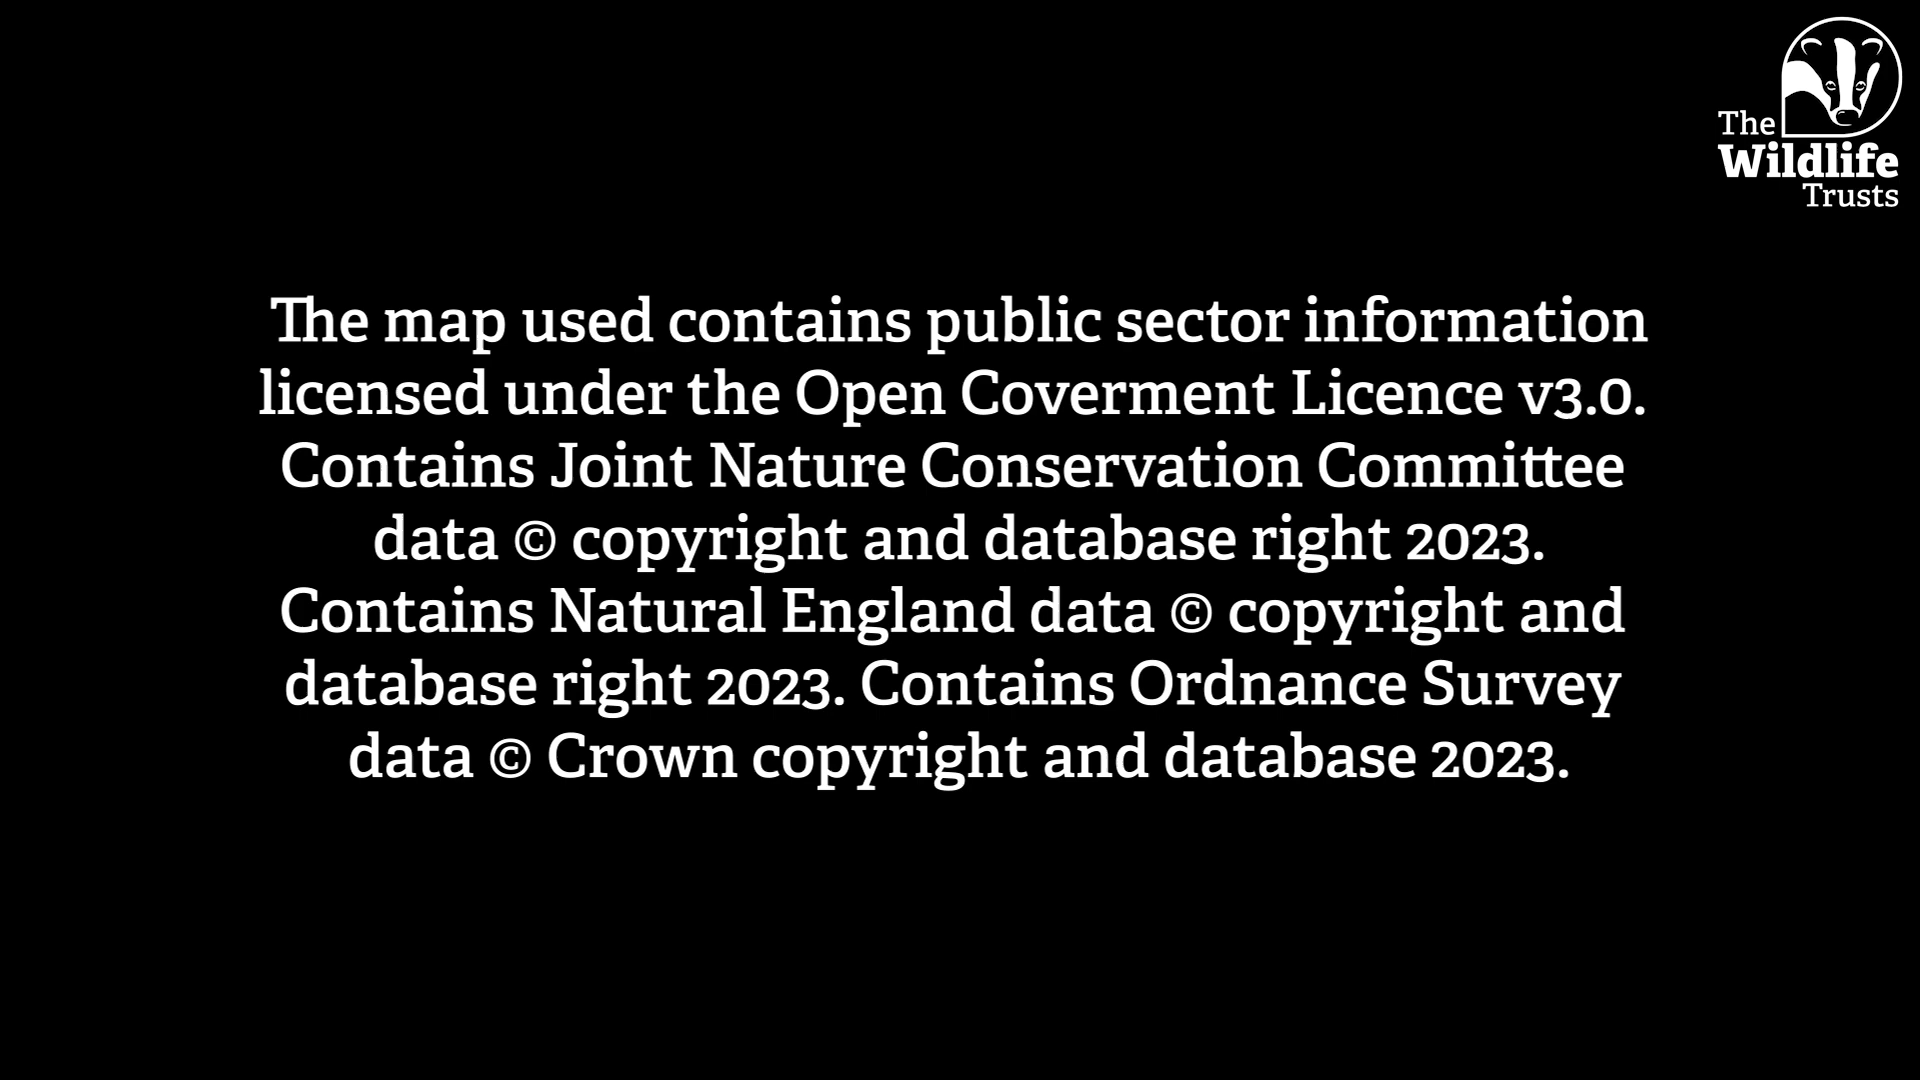 The
Wildlife
Trusts
The map used contains public sector information
licensed under the Open Coverment Licence v3.0.
Contains Joint Nature Conservation Committee
data © copyright and database right 2023.
Contains Natural England data © copyright and
database right 2023. Contains Ordnance Survey
data © Crown copyright and database 2023.